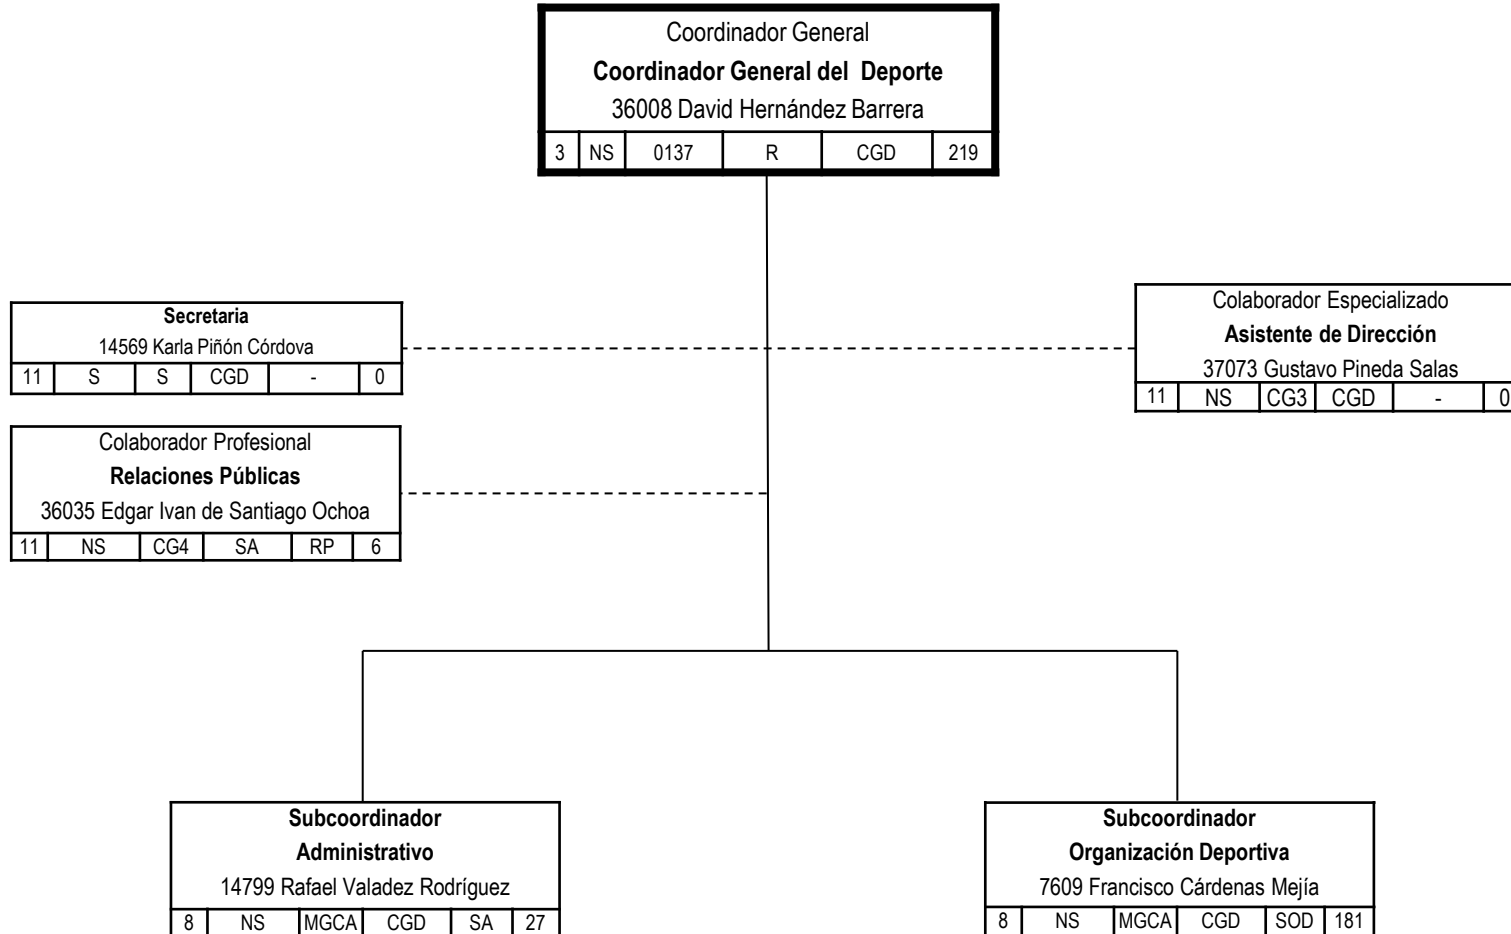 Coordinador General
Coordinador General del  Deporte
36008 David Hernández Barrera
3 NS 0137 R CGD 219
Secretaria
14569 Karla Piñón Córdova
11 S S CGD - 0
Colaborador Especializado
Asistente de Dirección
37073 Gustavo Pineda Salas
11 NS CG3 CGD - 0
Colaborador Profesional
Relaciones Públicas
36035 Edgar Ivan de Santiago Ochoa
11 NS CG4 SA RP 6
Subcoordinador
Administrativo
14799 Rafael Valadez Rodríguez
8 NS MGCA CGD SA 27
Subcoordinador
Organización Deportiva
7609 Francisco Cárdenas Mejía
8 NS MGCA CGD SOD 181